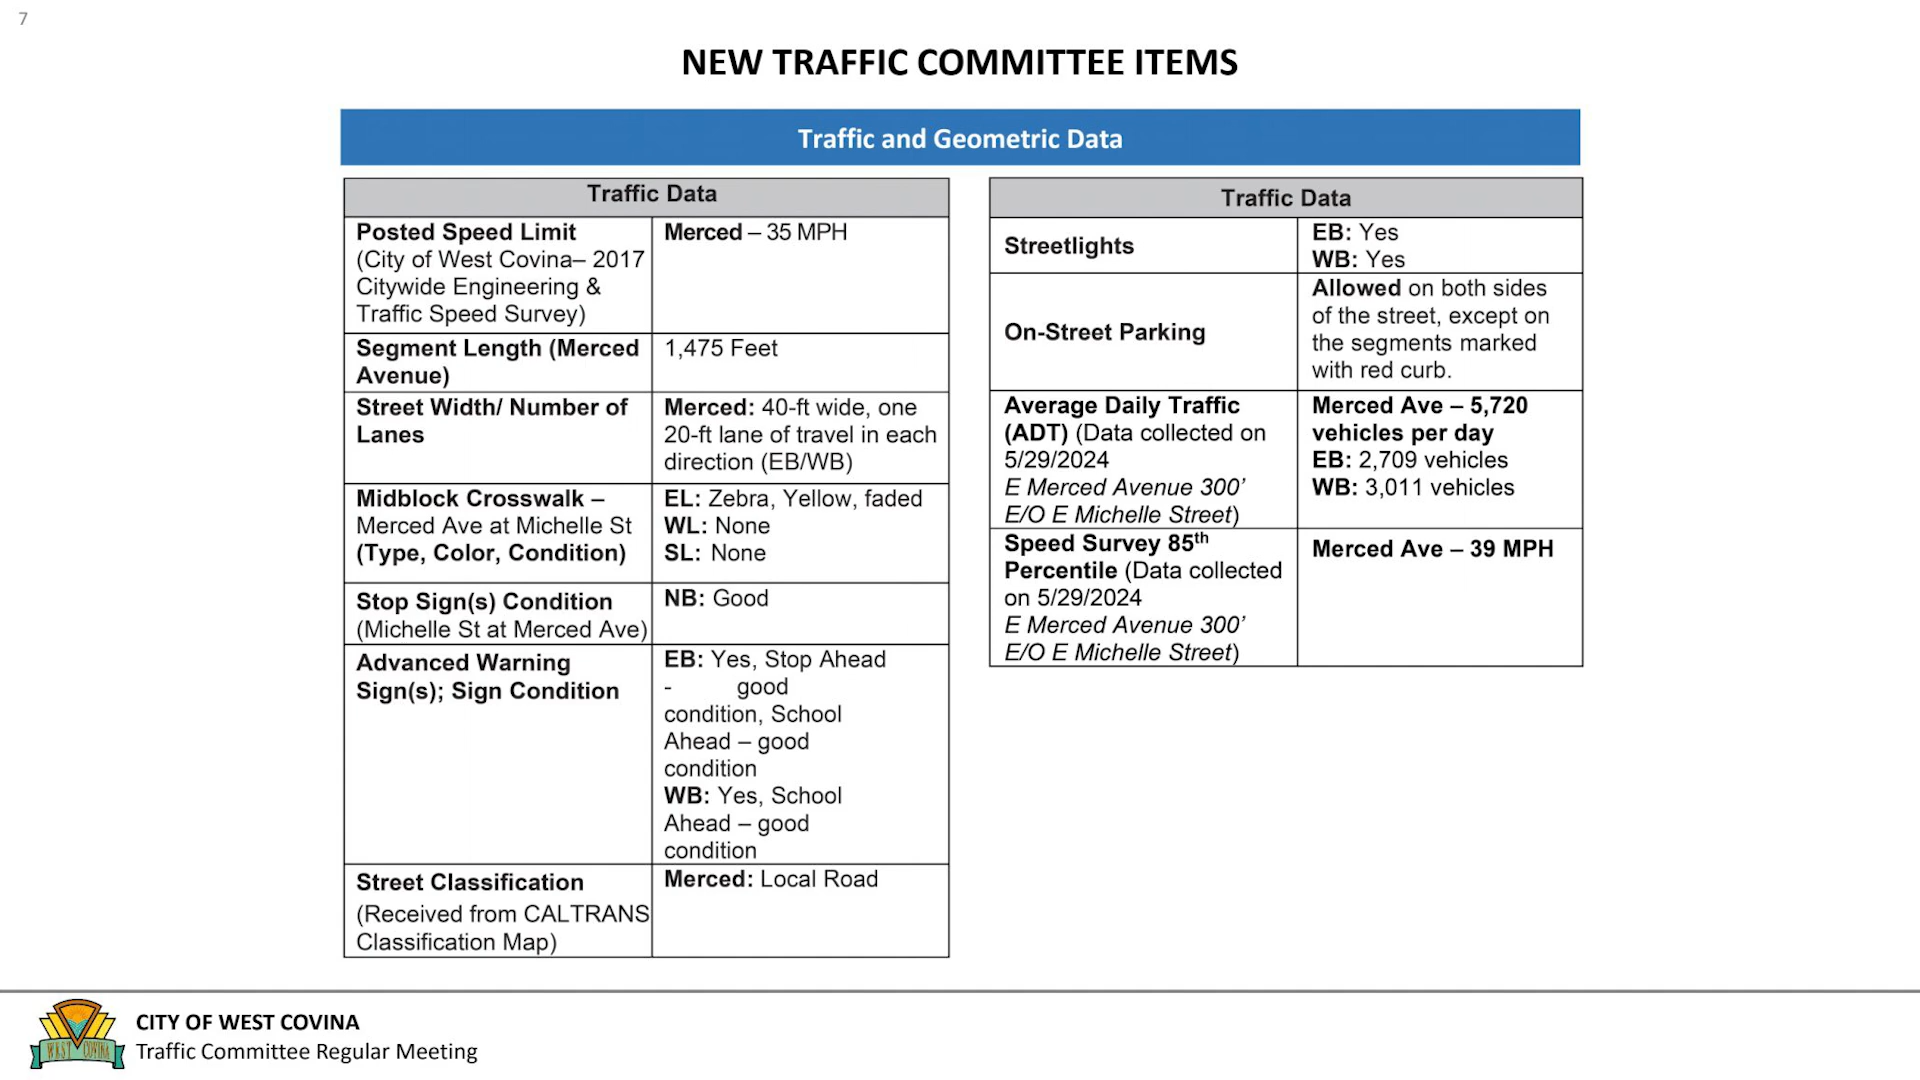 7
NEW TRAFFIC COMMITTEE ITEMS
Traffic and Geometric Data
Traffic Data
Posted Speed Limit
(City of West Covina– 2017
Citywide Engineering &
Traffic Speed Survey)
Merced – 35 MPH
Segment Length (Merced
Avenue)
1,475 Feet
Street Width/ Number of
Lanes
Merced: 40-ft wide, one
20-ft lane of travel in each
direction (EB/WB)
Midblock Crosswalk –
Merced Ave at Michelle St
(Type, Color, Condition)
EL: Zebra, Yellow, faded
WL: None
SL: None
Stop Sign(s) Condition
(Michelle St at Merced Ave)
NB: Good
Advanced Warning
Sign(s); Sign Condition
EB: Yes, Stop Ahead
- good
condition, School
Ahead – good
condition
WB: Yes, School
Ahead – good
condition
Street Classification
(Received from CALTRANS
Classification Map)
Merced: Local Road
Traffic Data
Streetlights
EB: Yes
WB: Yes
On-Street Parking
Allowed on both sides
of the street, except on
the segments marked
with red curb.
Average Daily Traffic
(ADT) (Data collected on
5/29/2024
E Merced Avenue 300’
E/O E Michelle Street)
Merced Ave – 5,720
vehicles per day
EB: 2,709 vehicles
WB: 3,011 vehicles
Speed Survey 85th
Percentile (Data collected
on 5/29/2024
E Merced Avenue 300’
E/O E Michelle Street)
Merced Ave – 39 MPH
WEST COVINA
CITY OF WEST COVINA
Traffic Committee Regular Meeting